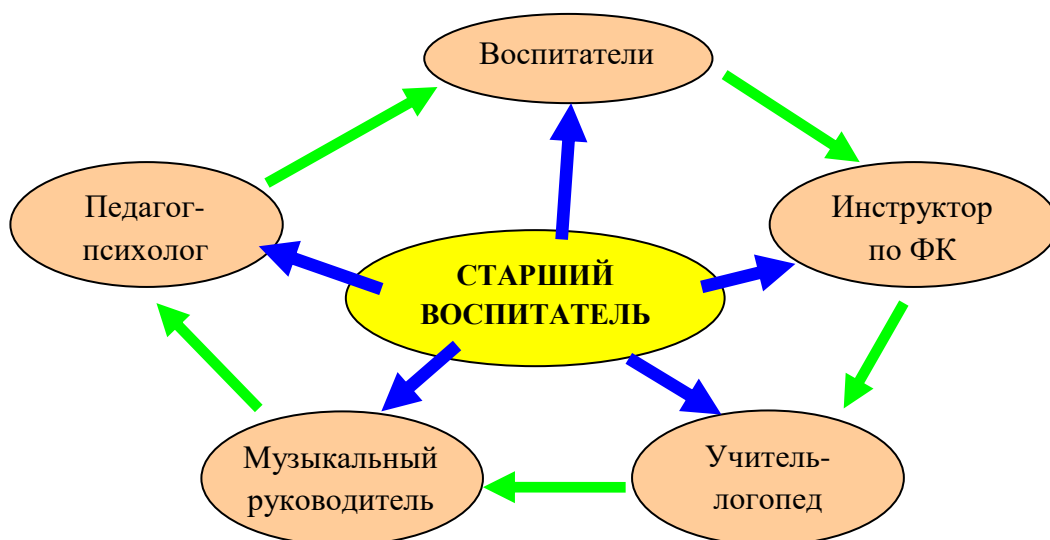 Воспитатели
Педагог-
психолог
Инструктор
по ФК
СТАРШИЙ
ВОСПИТАТЕЛЬ
Музыкальный
руководитель
Учитель-
логопед